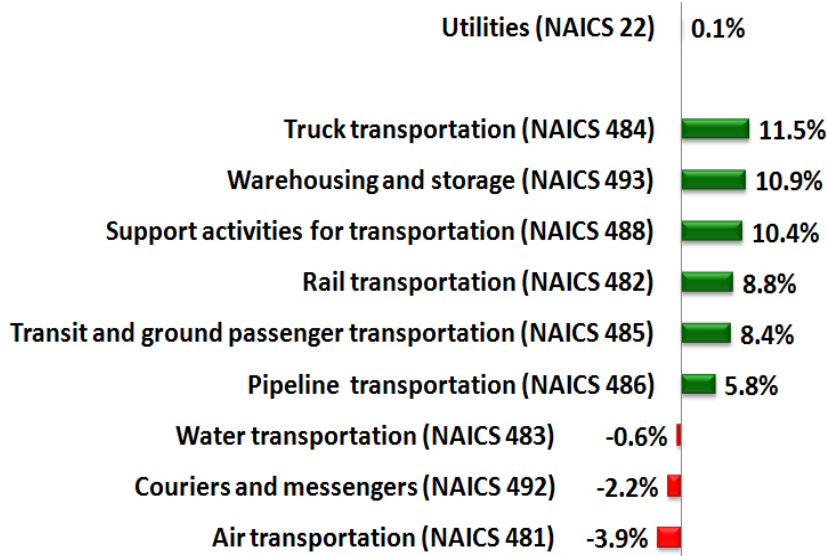 Utilities (NAICS 22) 0.1%
Truck transportation (NAICS 484) 11.5%
Warehousing and storage (NAICS 493) 10.9%
Support activities for transportation (NAICS 488) 10.4%
Rail transportation (NAICS 482) 8.8%
Transit and ground passenger transportation (NAICS 485) 8.4%
Pipeline transportation (NAICS 486) 5.8%
Water transportation (NAICS 483) -0.6%
Couriers and messengers (NAICS 492) -2.2%
Air transportation (NAICS 481) -3.9%